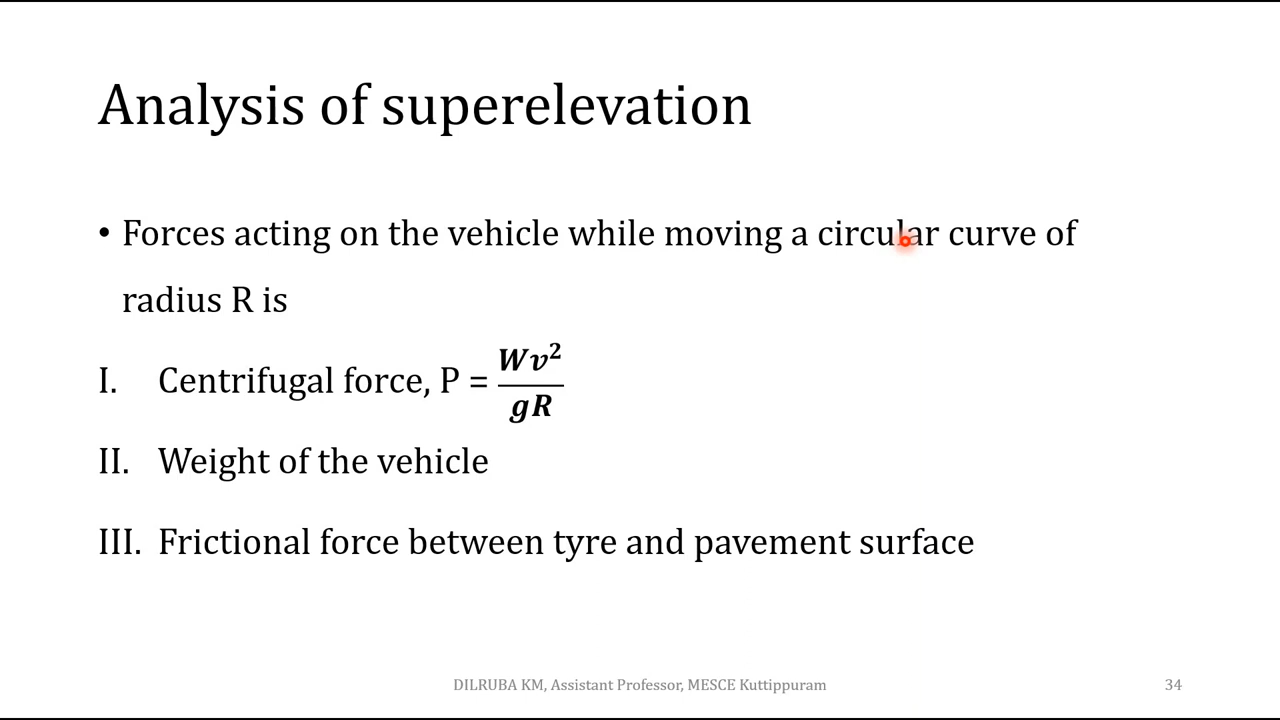 Analysis of superelevation
• Forces acting on the vehicle while moving a circular curve of
radius R is
I. Centrifugal force, P = Wv²/gR
II. Weight of the vehicle
III. Frictional force between tyre and pavement surface
DILRUBA KM, Assistant Professor, MESCE Kuttippuram 34